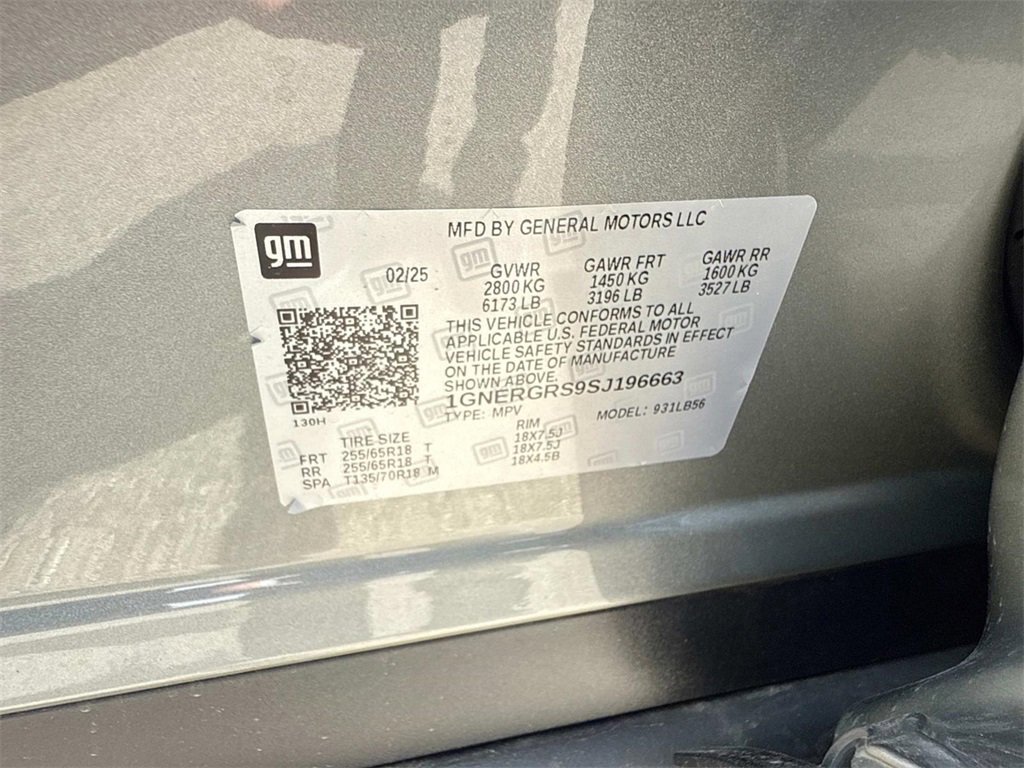 gm
MFD BY GENERAL MOTORS LLC
02/25
GVWR
2800 KG
6173 LB
GAWR FRT
1450 KG
3196 LB
GAWR RR
1600 KG
3527 LB
THIS VEHICLE CONFORMS TO ALL
APPLICABLE U.S. FEDERAL MOTOR
VEHICLE SAFETY STANDARDS IN EFFECT
ON THE DATE OF MANUFACTURE
SHOWN ABOVE.
1GNERGRS9SJ196663
TYPE: MPV MODEL: 931LB56
130H
TIRE SIZE RIM
FRT 255/65R18 T 18X7.5J
RR 255/65R18 T 18X7.5J
SPA T135/70R18 M 18X4.5B